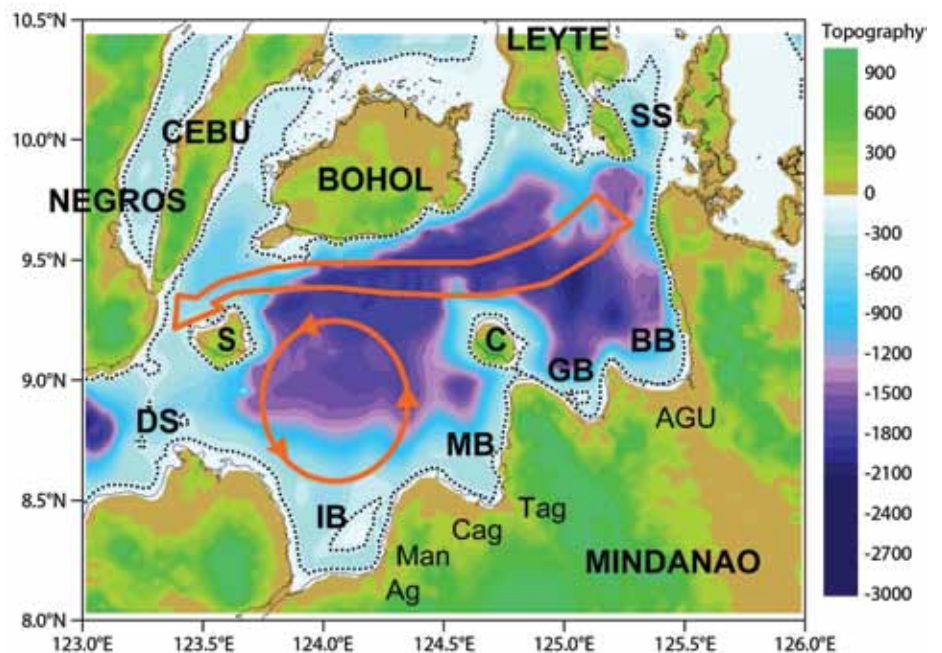 10.5°N
10.0°N
9.5°N
9.0°N
8.5°N
8.0°N
123.0°E
123.5°E
124.0°E
124.5°E
125.0°E
125.5°E
126.0°E
LEYTE
SS
CEBU
BOHOL
NEGROS
S
C
BB
GB
DS
AGU
MB
IB
Tag
Cag
Man
Ag
MINDANAO
Topography
900
600
300
0
-300
-600
-900
-1200
-1500
-1800
-2100
-2400
-2700
-3000